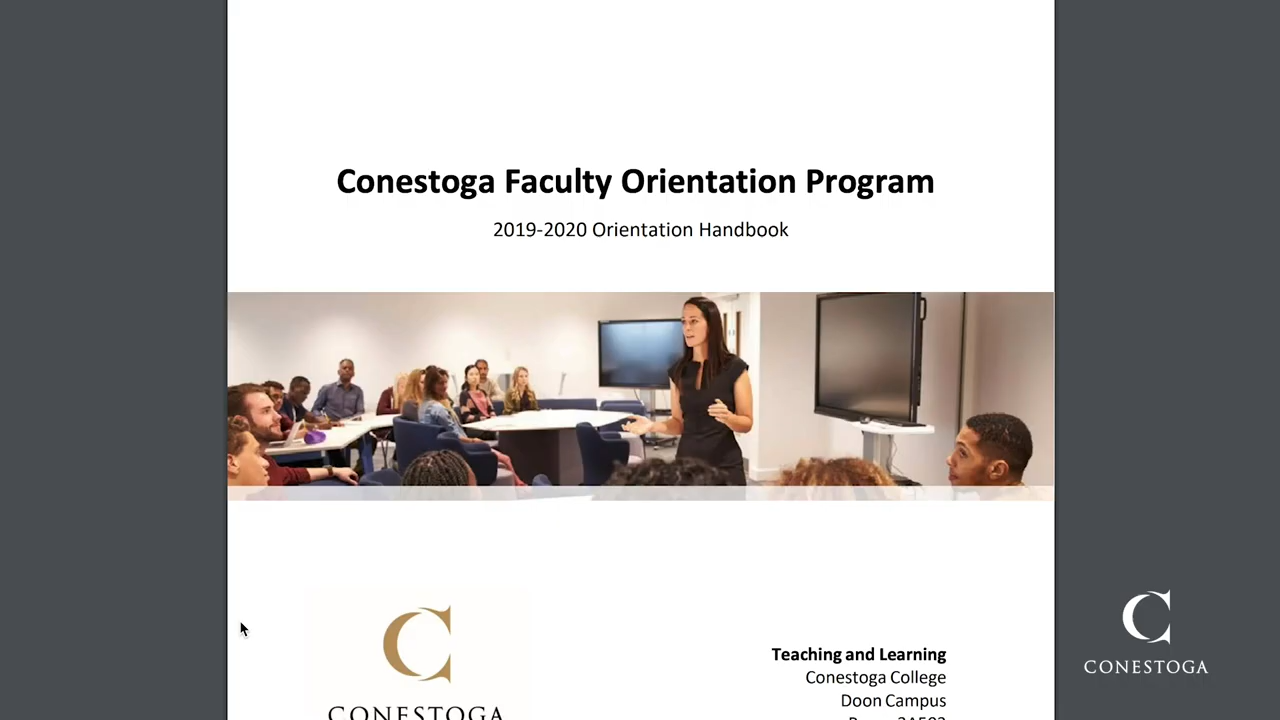 Conestoga Faculty Orientation Program
2019-2020 Orientation Handbook
Teaching and Learning
Conestoga College
Doon Campus
CONESTOGA
CONESTOGA